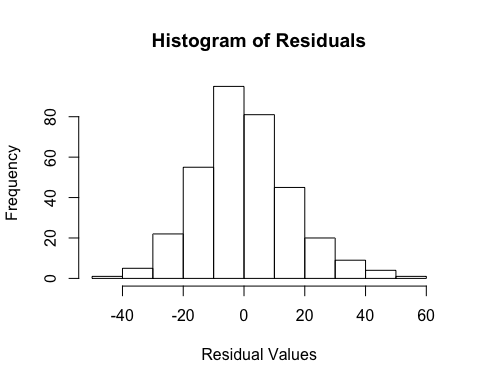 Histogram of Residuals
Frequency
0 20 40 60 80
-40 -20 0 20 40 60
Residual Values